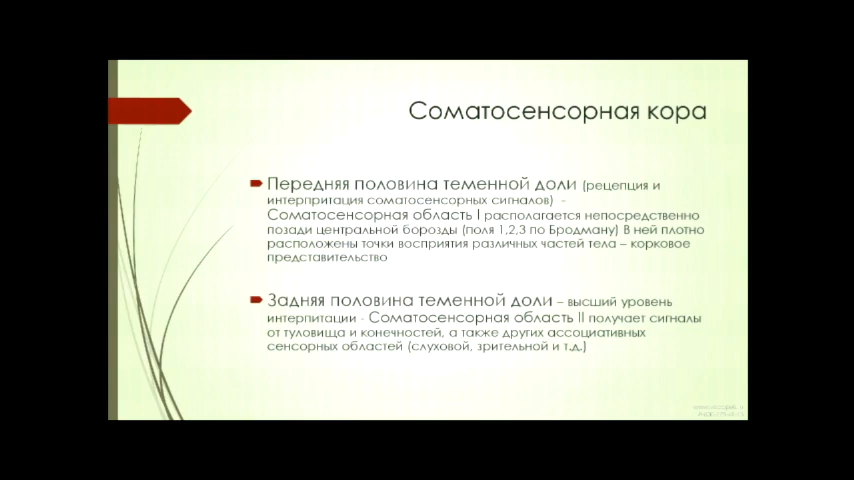 Соматосенсорная кора
Передняя половина теменной доли (рецепция и
интерпритация соматосенсорных сигналов) -
Соматосенсорная область I располагается непосредственно
позади центральной борозды (поля 1,2,3 по Бродману) В ней плотно
расположены точки восприятия различных частей тела – корковое
представительство
Задняя половина теменной доли – высший уровень
интерпитации - Соматосенсорная область II получает сигналы
от туловища и конечностей, а также других ассоциативных
сенсорных областей (слуховой, зрительной и т.д.)